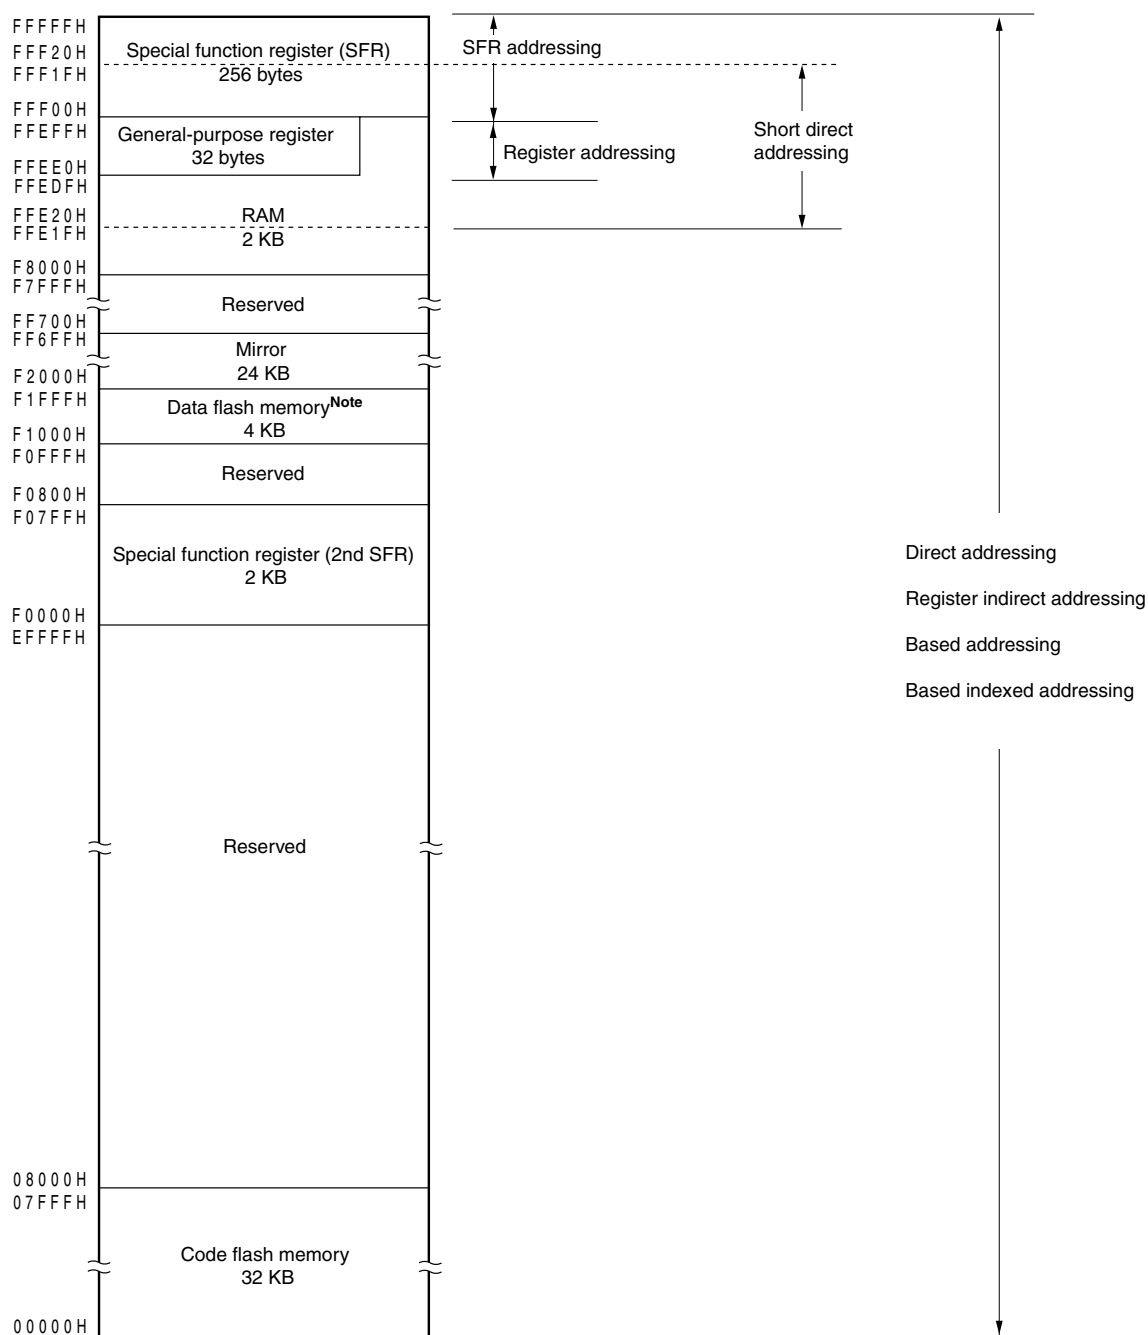 FFFFFH
FFF20H
FFF1FH
FFF00H
FFEFFH
FFEE0H
FFEDFH
FFE20H
FFE1FH
F8000H
F7FFFH
FF700H
FF6FFH
F2000H
F1FFFH
F1000H
F0FFFH
F0800H
F07FFH
F0000H
EFFFFH
08000H
07FFFH
00000H
Special function register (SFR)
256 bytes
General-purpose register
32 bytes
RAM
2 KB
Reserved
Mirror
24 KB
Data flash memoryNote
4 KB
Reserved
Special function register (2nd SFR)
2 KB
Reserved
Code flash memory
32 KB
SFR addressing
Register addressing
Short direct
addressing
Direct addressing
Register indirect addressing
Based addressing
Based indexed addressing